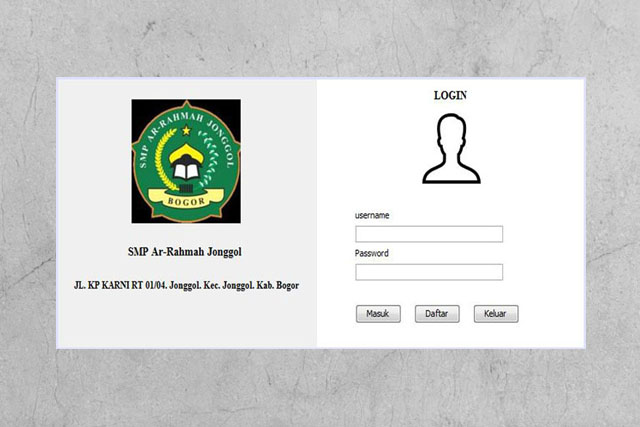 SMP AR-RAHMAH JONGGOL
BOGOR
SMP Ar-Rahmah Jonggol
JL. KP KARNI RT 01/04. Jonggol. Kec. Jonggol. Kab. Bogor
LOGIN
username
Password
Masuk
Daftar
Keluar